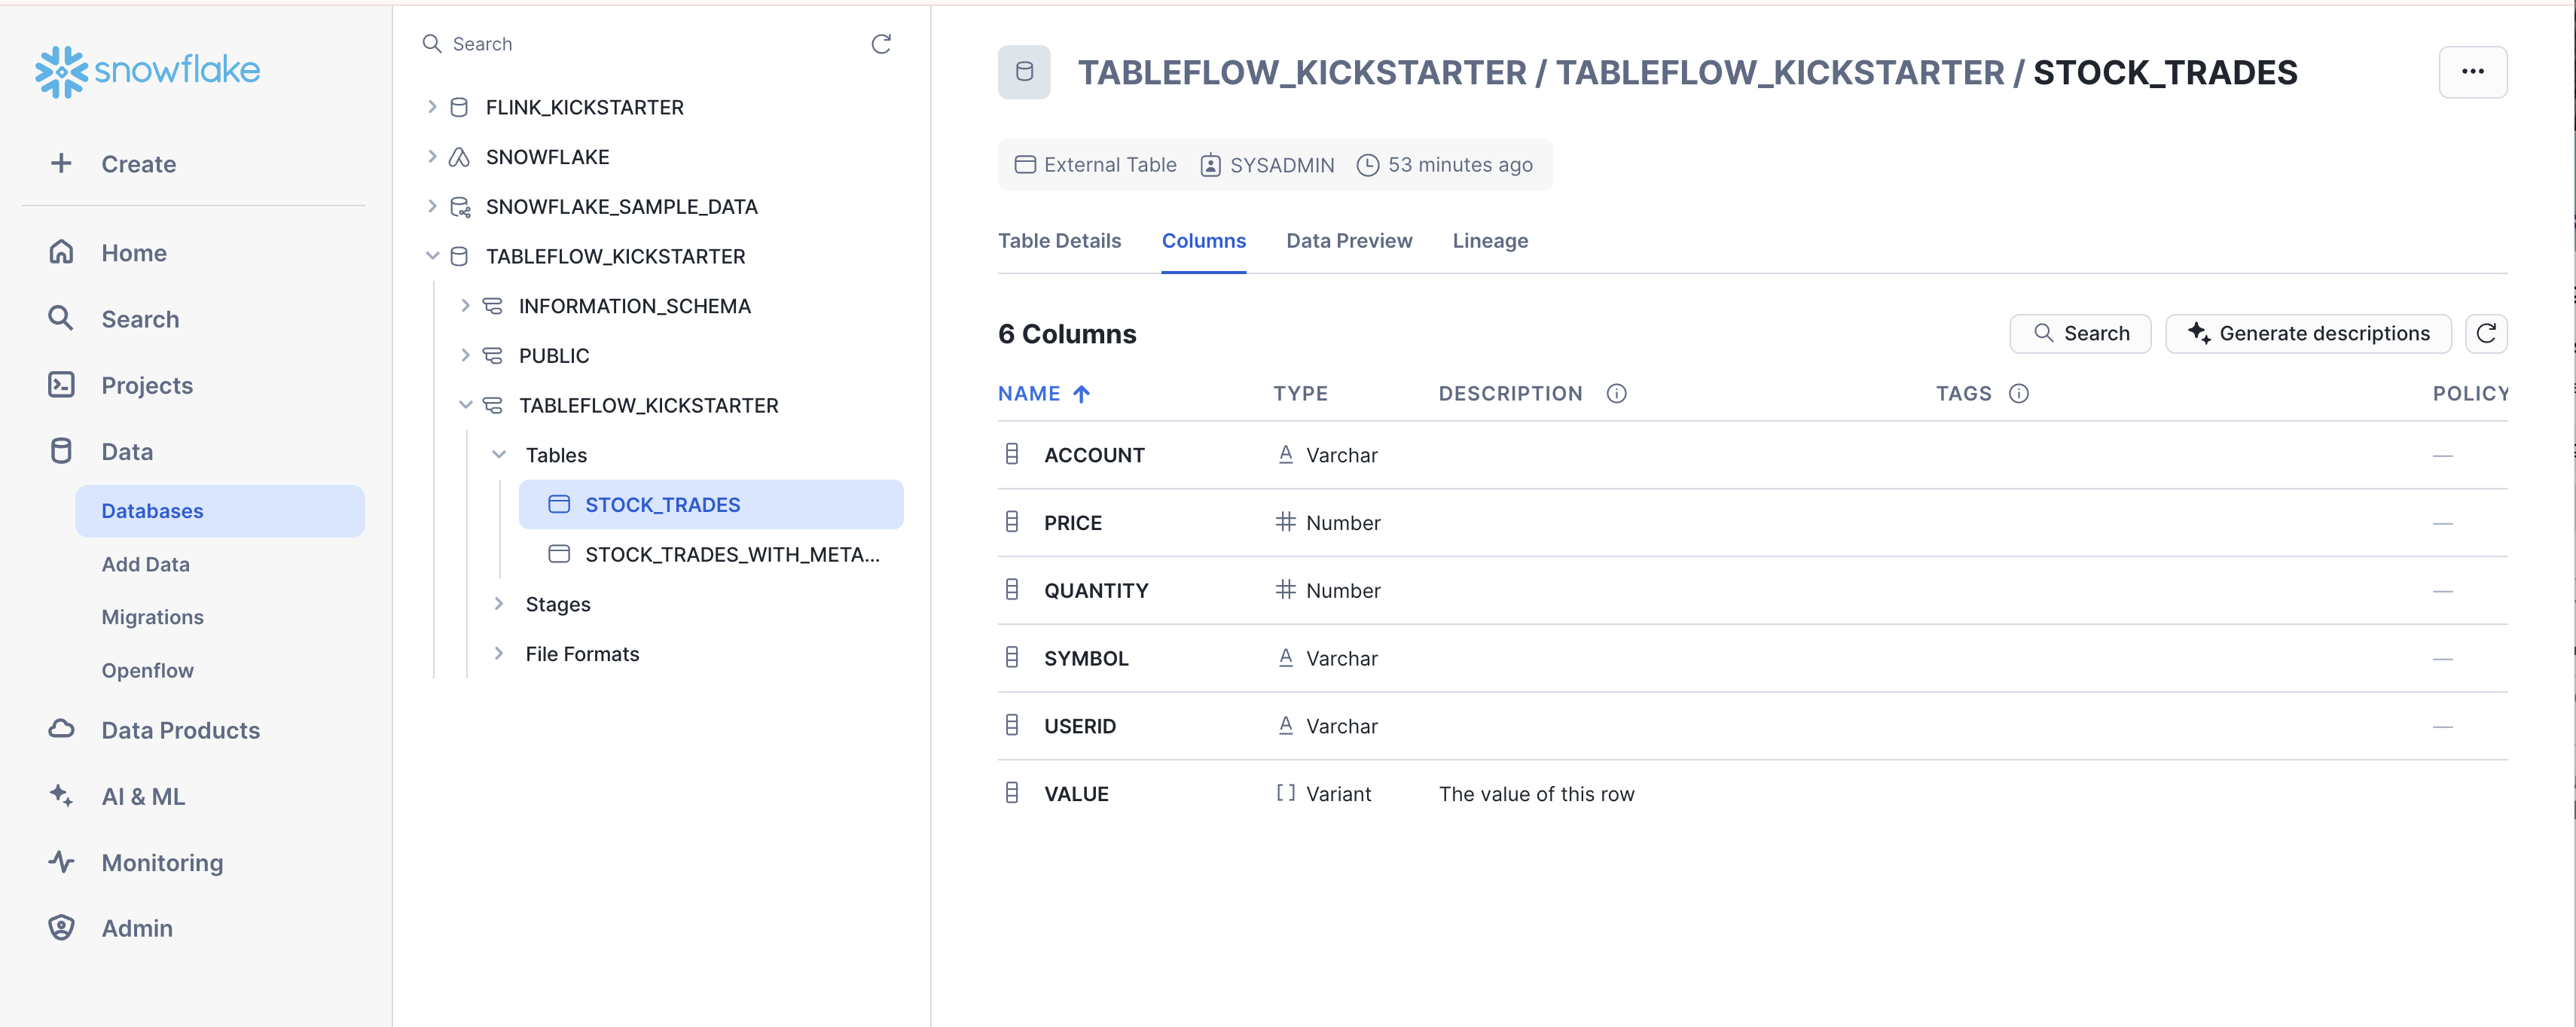 snowflake
Create
Home
Search
Projects
Data
Databases
Add Data
Migrations
Openflow
Data Products
AI & ML
Monitoring
Admin
Search
FLINK_KICKSTARTER
SNOWFLAKE
SNOWFLAKE_SAMPLE_DATA
TABLEFLOW_KICKSTARTER
INFORMATION_SCHEMA
PUBLIC
TABLEFLOW_KICKSTARTER
Tables
STOCK_TRADES
STOCK_TRADES_WITH_META...
Stages
File Formats
TABLEFLOW_KICKSTARTER / TABLEFLOW_KICKSTARTER / STOCK_TRADES
External Table SYSADMIN 53 minutes ago
Table Details Columns Data Preview Lineage
6 Columns Search Generate descriptions
NAME TYPE DESCRIPTION TAGS POLICY
ACCOUNT Varchar —
PRICE Number —
QUANTITY Number —
SYMBOL Varchar —
USERID Varchar —
VALUE Variant The value of this row